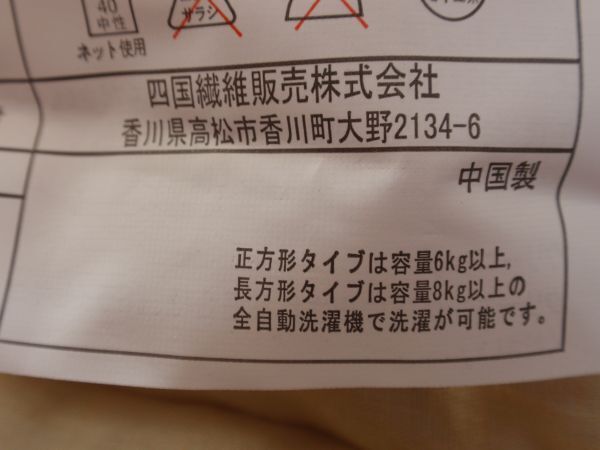 40
中性
ネット使用
サラシ
四国繊維販売株式会社
香川県高松市香川町大野2134-6
中国製
正方形タイプは容量6kg以上,
長方形タイプは容量8kg以上の
全自動洗濯機で洗濯が可能です。